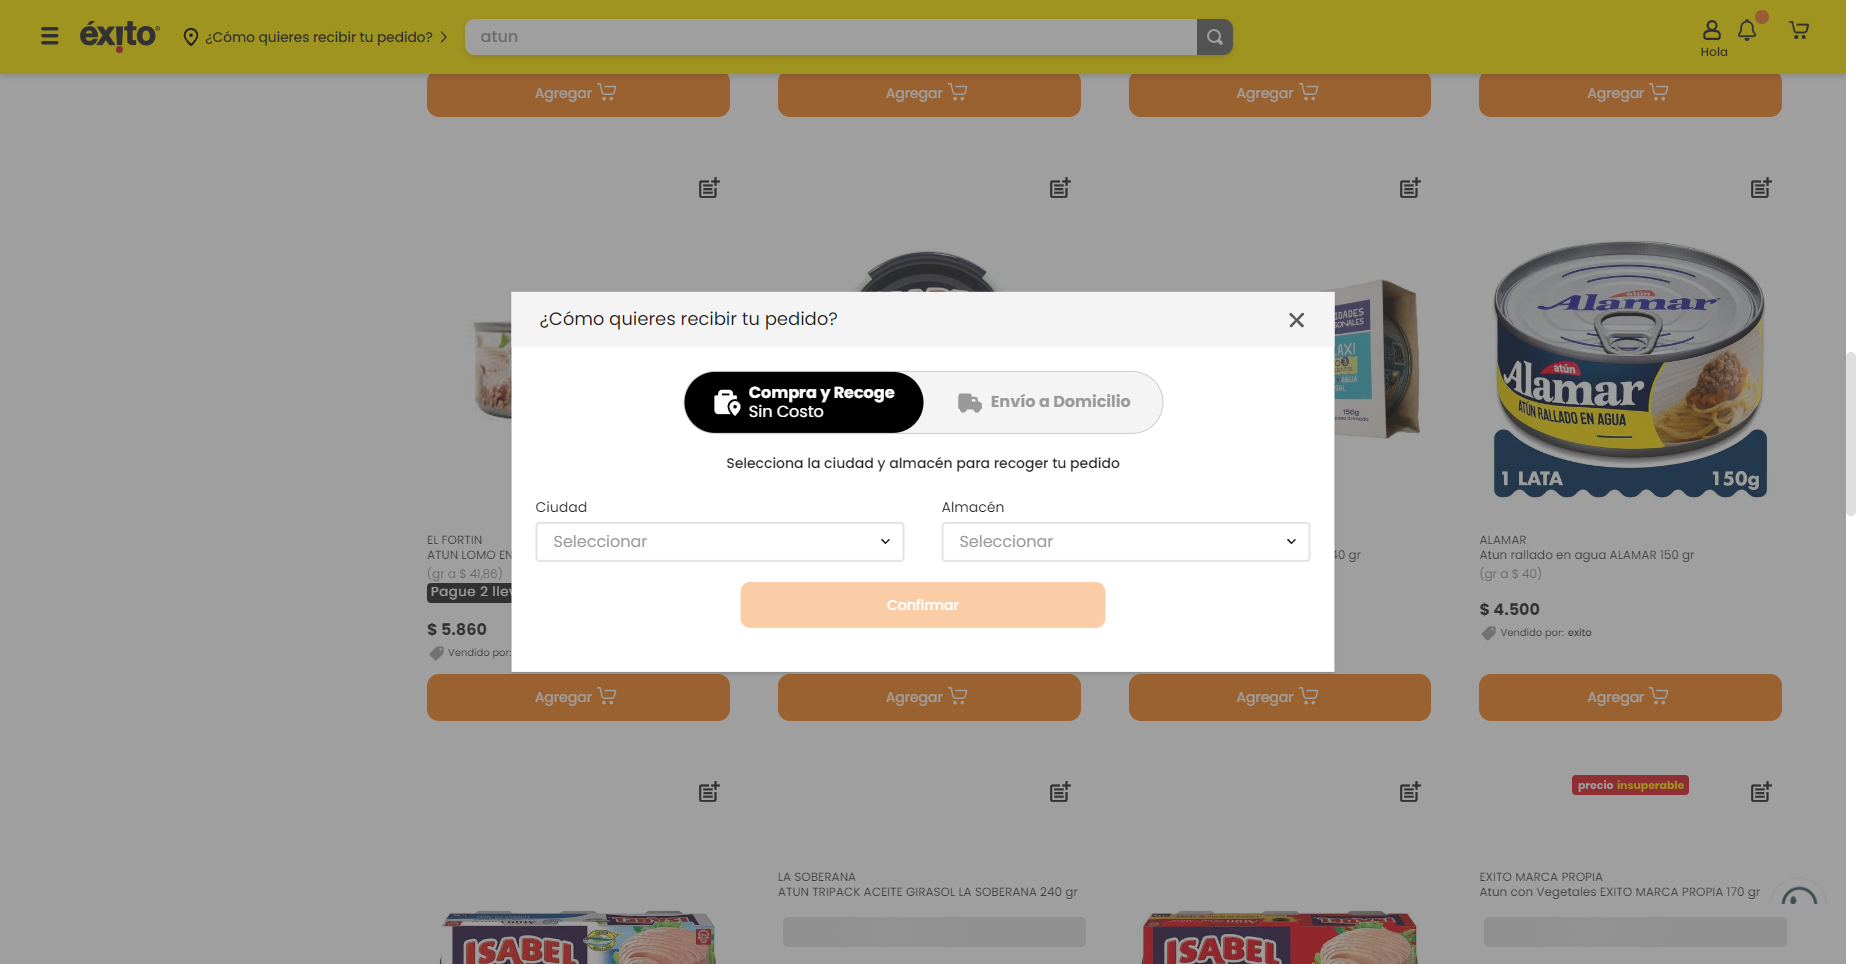 éxito
¿Cómo quieres recibir tu pedido?
atun
Hola
Agregar
Agregar
Agregar
Agregar
¿Cómo quieres recibir tu pedido?
Compra y Recoge
Sin Costo
Envío a Domicilio
Selecciona la ciudad y almacén para recoger tu pedido
Ciudad
Almacén
Seleccionar
Seleccionar
Confirmar
atún
Alamar
atún
Alamar
ATÚN RALLADO EN AGUA
1 LATA
150g
150g
EL FORTIN
ATUN LOMO EN
(gr a $ 41,86)
Pague 2 llev
$ 5.860
Vendido por:
0 gr
ALAMAR
Atun rallado en agua ALAMAR 150 gr
(gr a $ 40)
$ 4.500
Vendido por: exito
Agregar
Agregar
Agregar
Agregar
precio insuperable
LA SOBERANA
ATUN TRIPACK ACEITE GIRASOL LA SOBERANA 240 gr
EXITO MARCA PROPIA
Atun con Vegetales EXITO MARCA PROPIA 170 gr
ISABEL
ISABEL